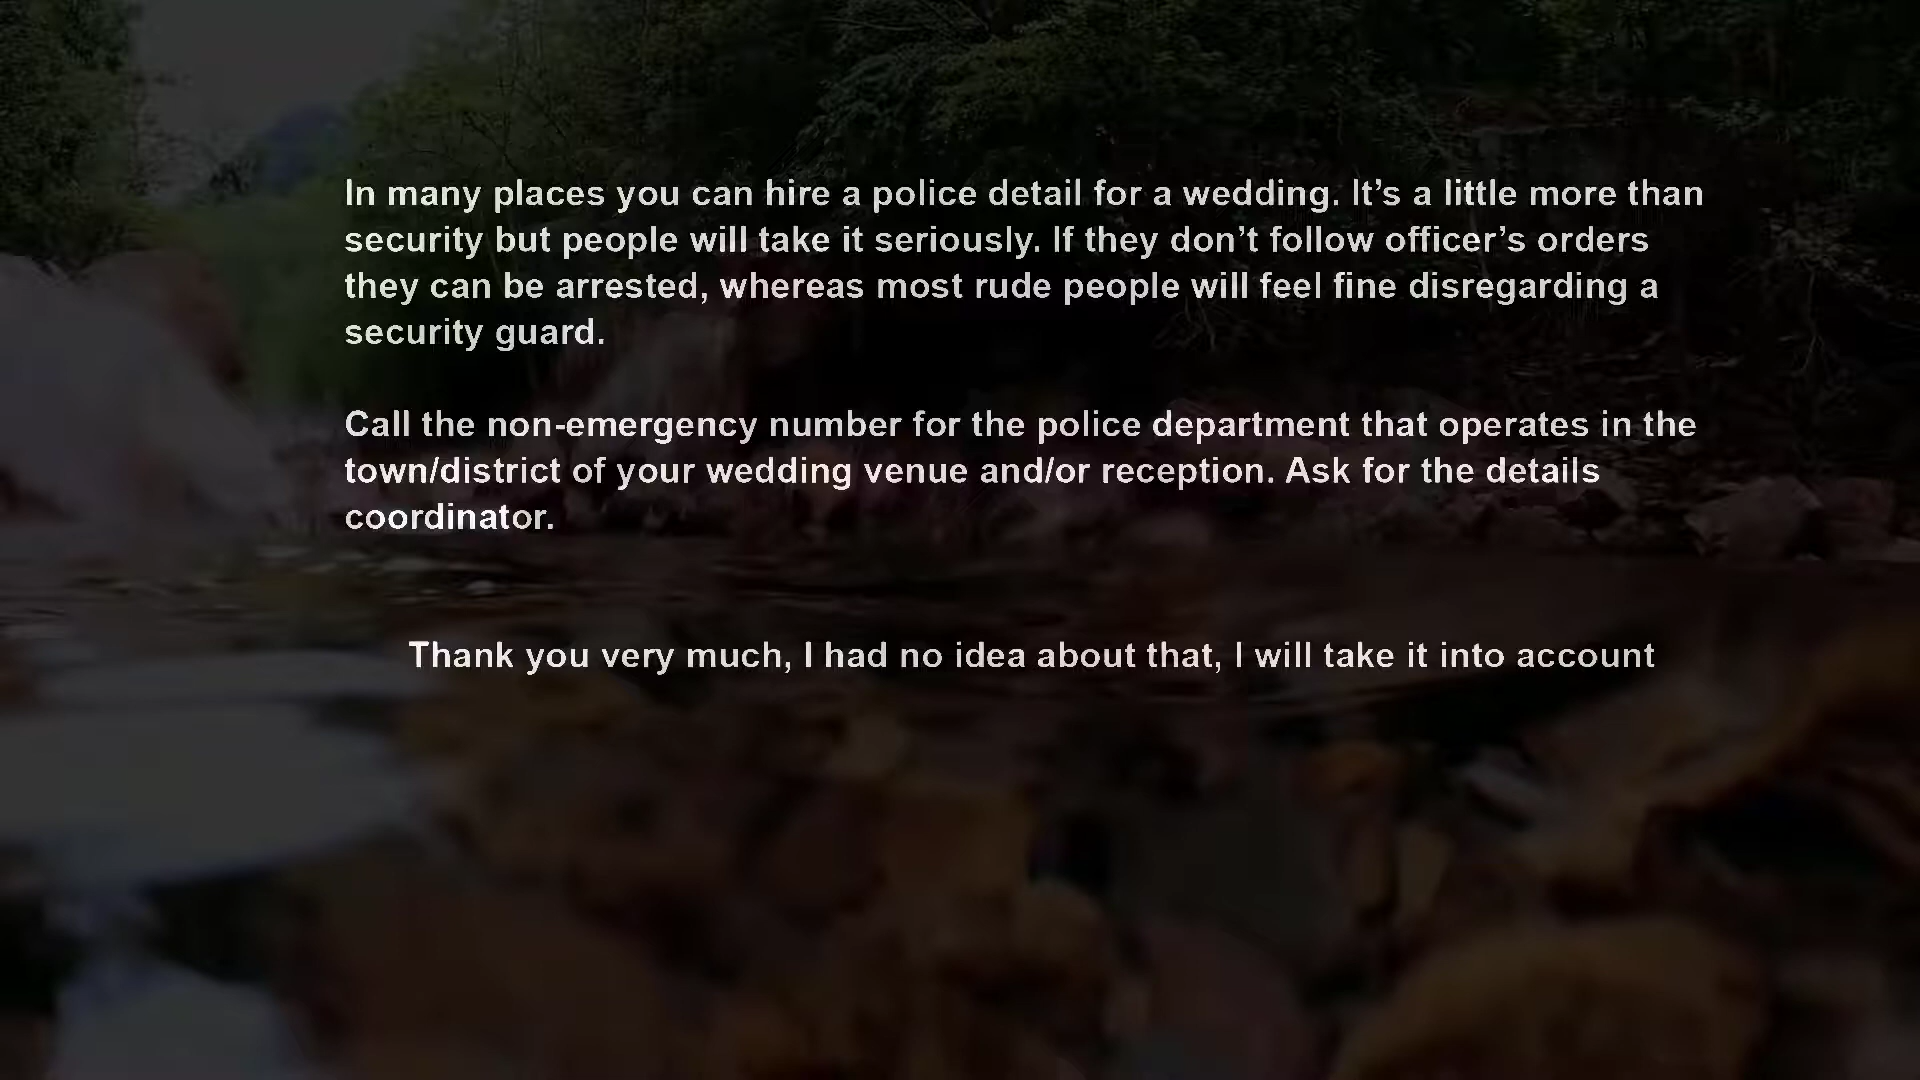 In many places you can hire a police detail for a wedding. It’s a little more than
security but people will take it seriously. If they don’t follow officer’s orders
they can be arrested, whereas most rude people will feel fine disregarding a
security guard.
Call the non-emergency number for the police department that operates in the
town/district of your wedding venue and/or reception. Ask for the details
coordinator.
Thank you very much, I had no idea about that, I will take it into account